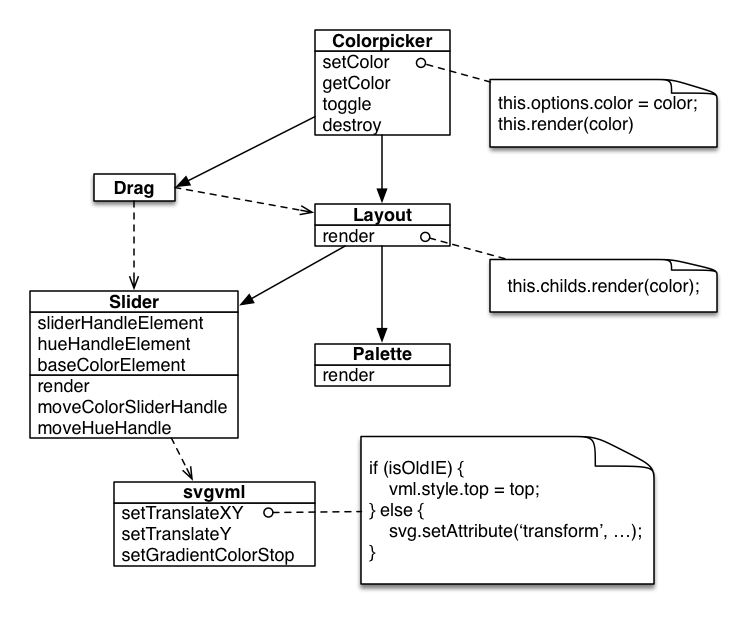 Colorpicker
setColor
getColor
toggle
destroy
this.options.color = color;
this.render(color)
Drag
Layout
render
this.childs.render(color);
Slider
sliderHandleElement
hueHandleElement
baseColorElement
render
moveColorSliderHandle
moveHueHandle
Palette
render
svgvml
setTranslateXY
setTranslateY
setGradientColorStop
if (isOldIE) {
vml.style.top = top;
} else {
svg.setAttribute(‘transform’, …);
}